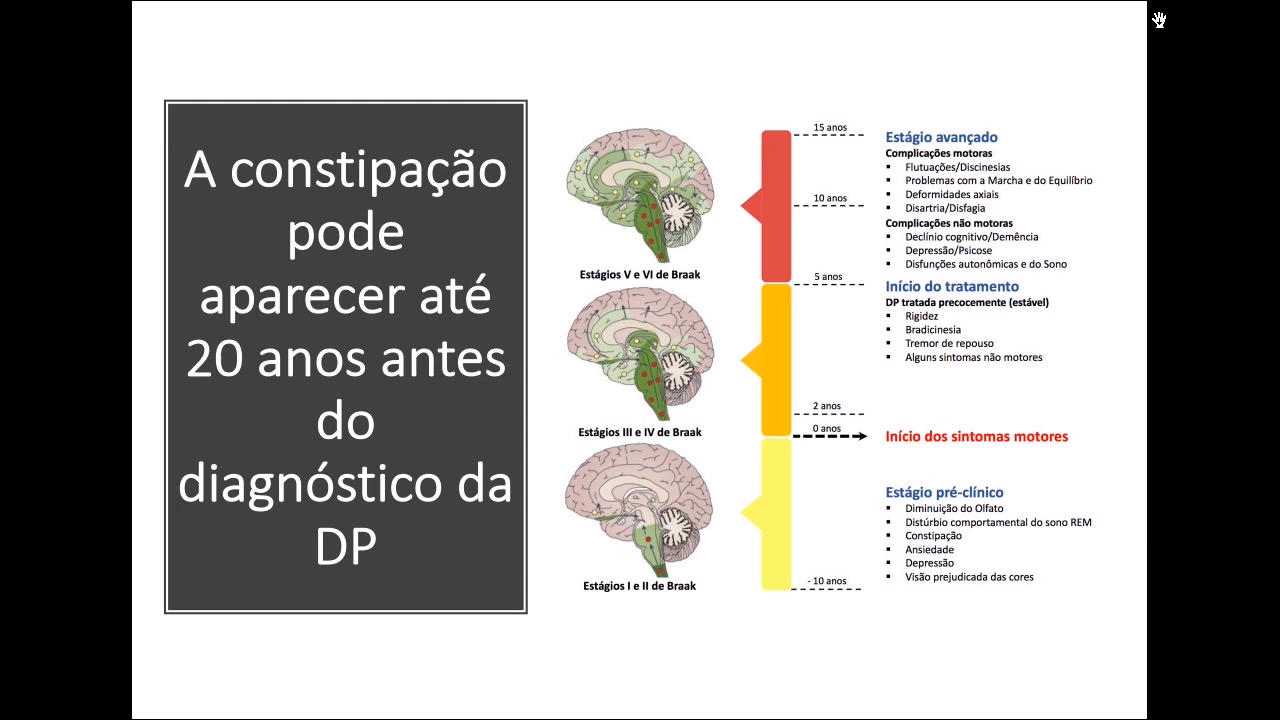 A constipação
pode
aparecer até
20 anos antes
do
diagnóstico da
DP
Estágios V e VI de Braak
Estágios III e IV de Braak
Estágios I e II de Braak
15 anos
10 anos
5 anos
2 anos
0 anos
- 10 anos
Estágio avançado
Complicações motoras
▪ Flutuações/Discinesias
▪ Problemas com a Marcha e do Equilíbrio
▪ Deformidades axiais
▪ Disartria/Disfagia
Complicações não motoras
▪ Declínio cognitivo/Demência
▪ Depressão/Psicose
▪ Disfunções autonômicas e do Sono
Início do tratamento
DP tratada precocemente (estável)
▪ Rigidez
▪ Bradicinesia
▪ Tremor de repouso
▪ Alguns sintomas não motores
Início dos sintomas motores
Estágio pré-clínico
▪ Diminuição do Olfato
▪ Distúrbio comportamental do sono REM
▪ Constipação
▪ Ansiedade
▪ Depressão
▪ Visão prejudicada das cores